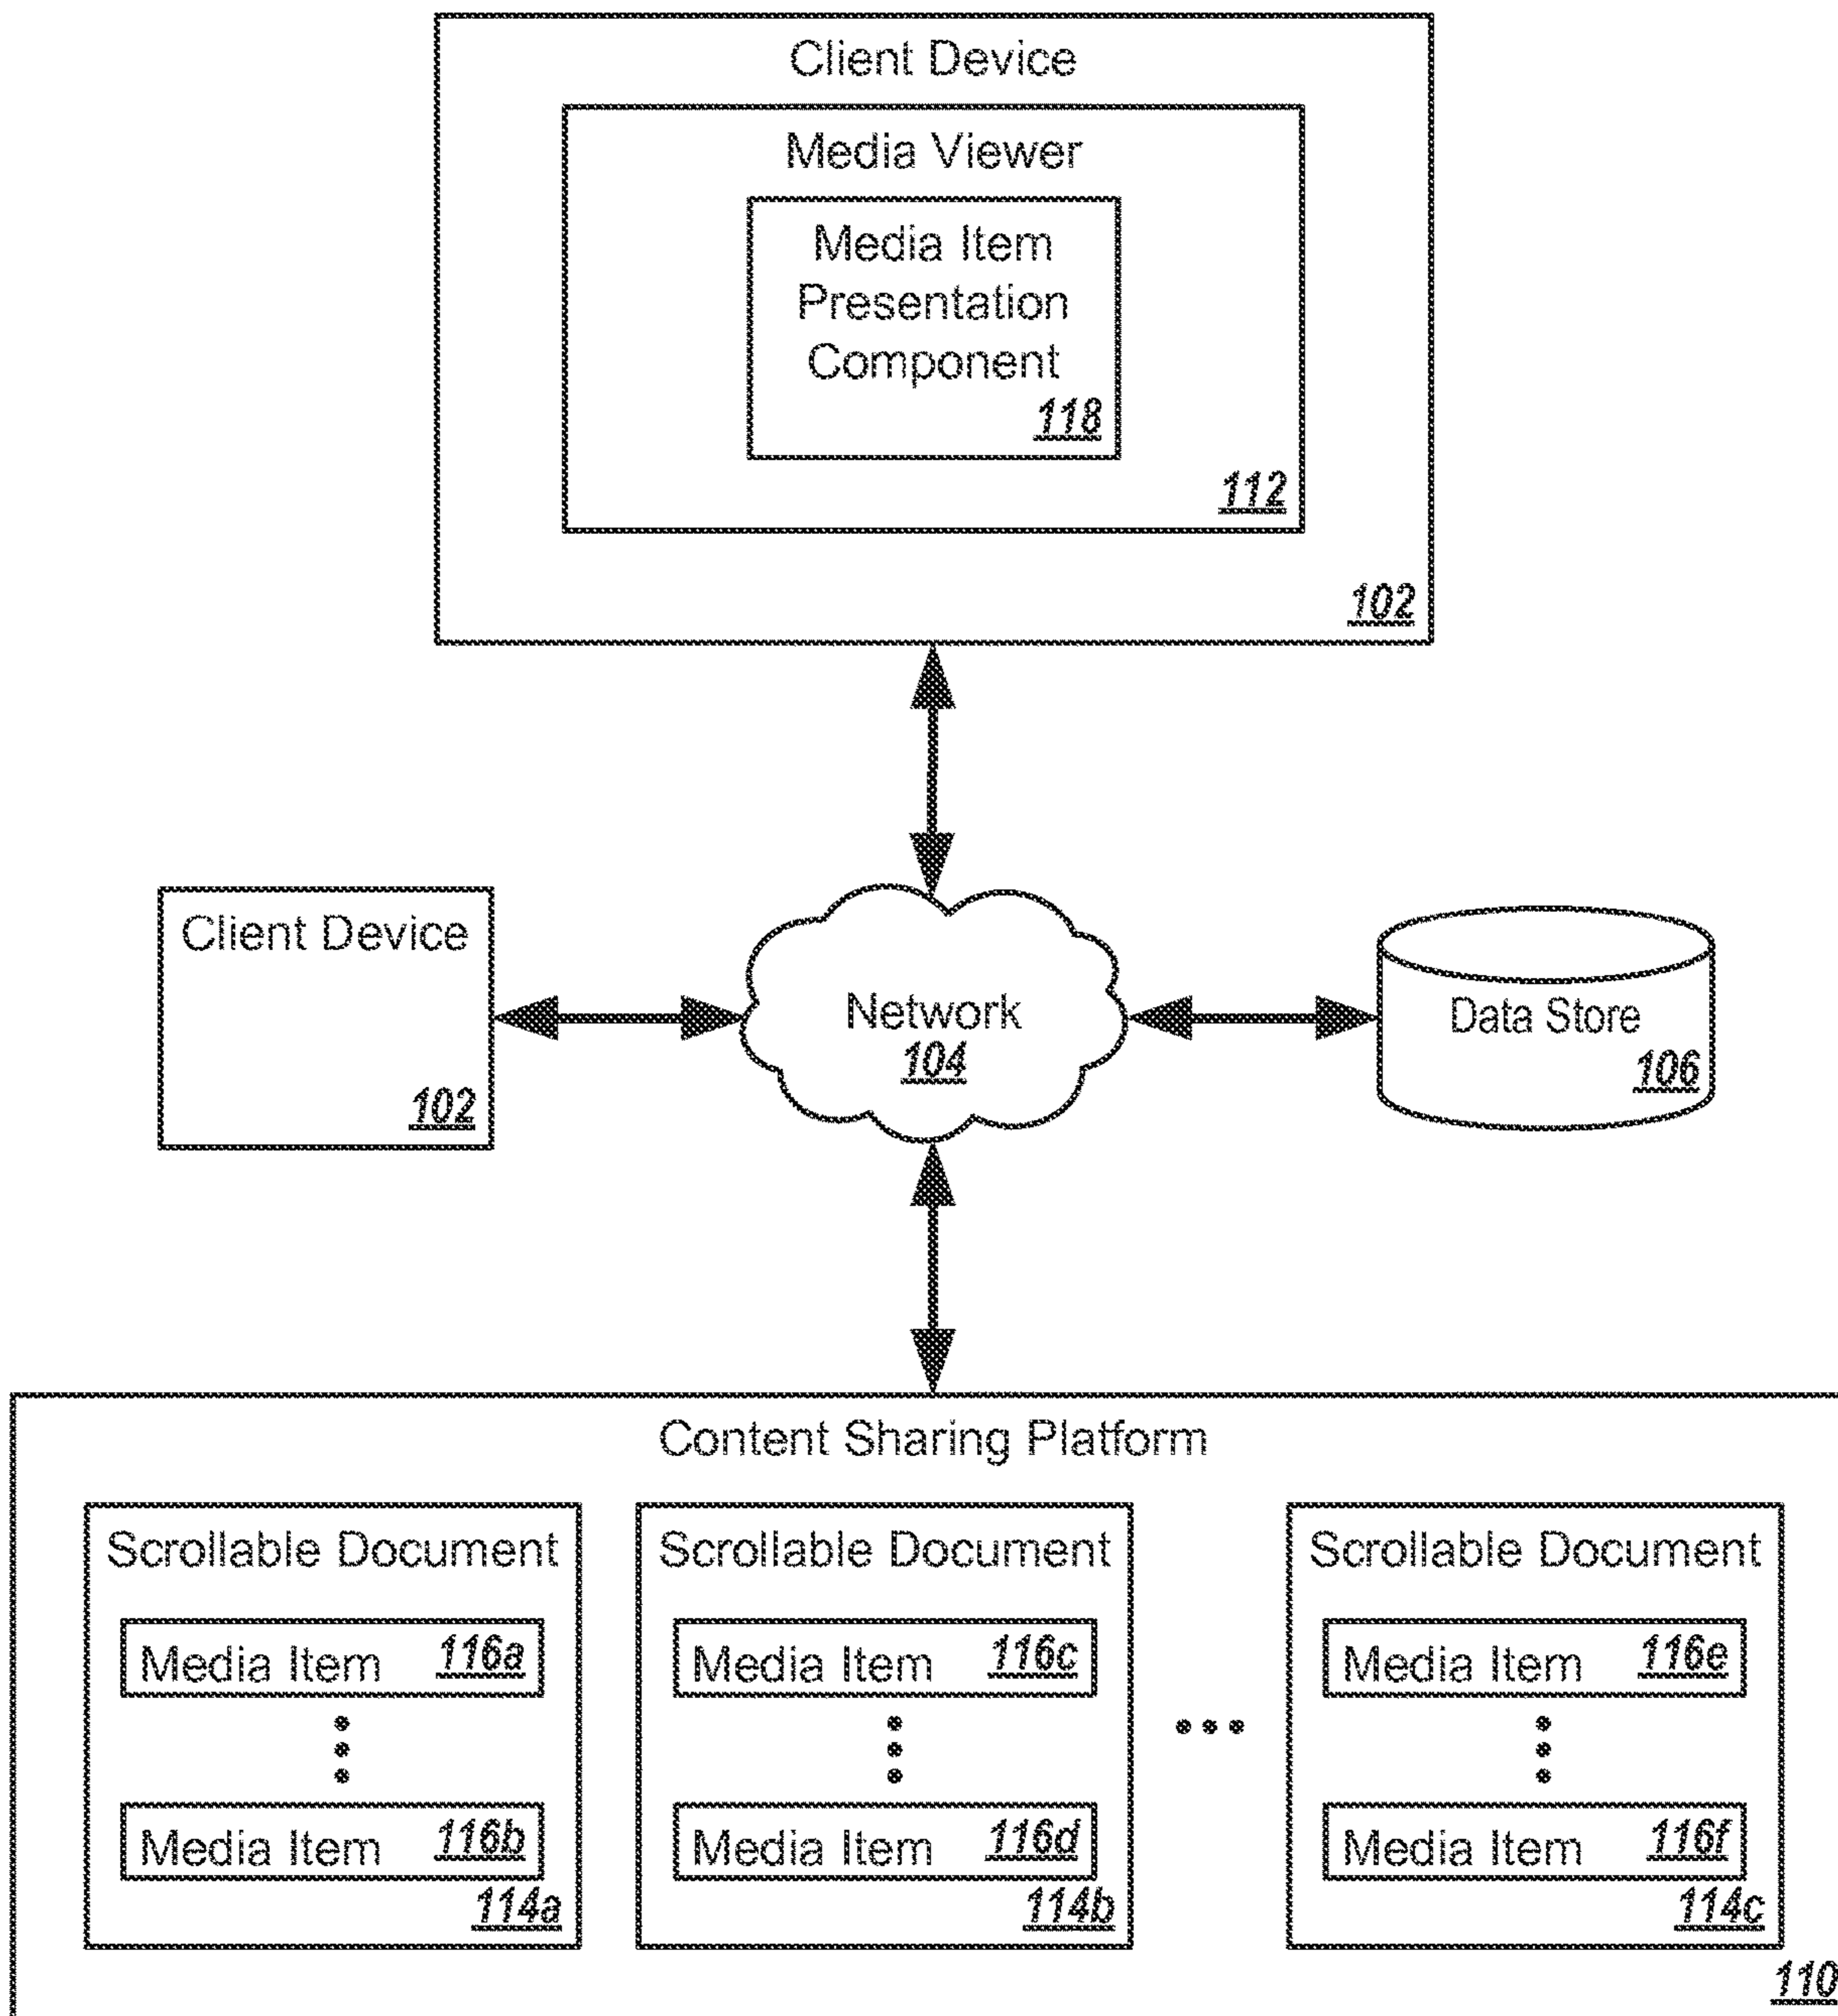 Client Device
Media Viewer
Media Item
Presentation
Component
118
112
102
Client Device
102
Network
104
Data Store
106
Content Sharing Platform
Scrollable Document
Media Item 116a
Media Item 116b
114a
Scrollable Document
Media Item 116c
Media Item 116d
114b
Scrollable Document
Media Item 116e
Media Item 116f
114c
110